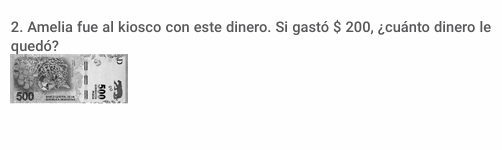 2. Amelia fue al kiosco con este dinero. Si gastó $ 200, ¿cuánto dinero le
quedó?
500
500